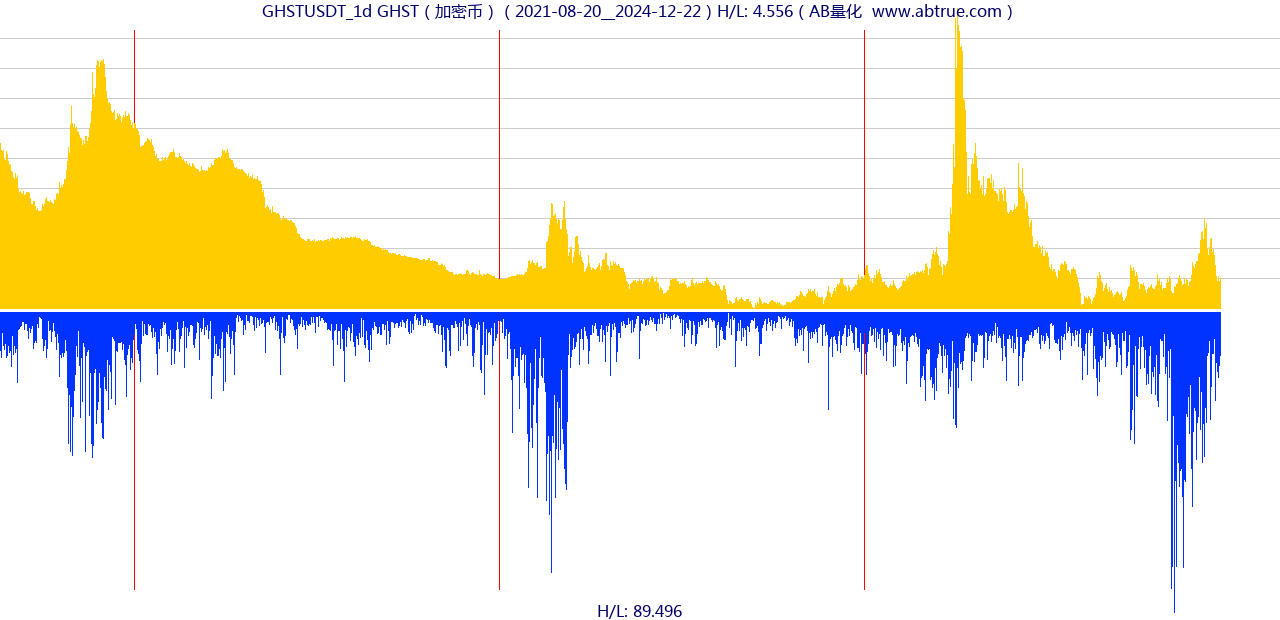 GHSTUSDT_1d GHST ( 加密币 ) ( 2021-08-20__2024-12-22 ) H/L: 4.556 ( AB量化  www.abtrue.com )
H/L: 89.496